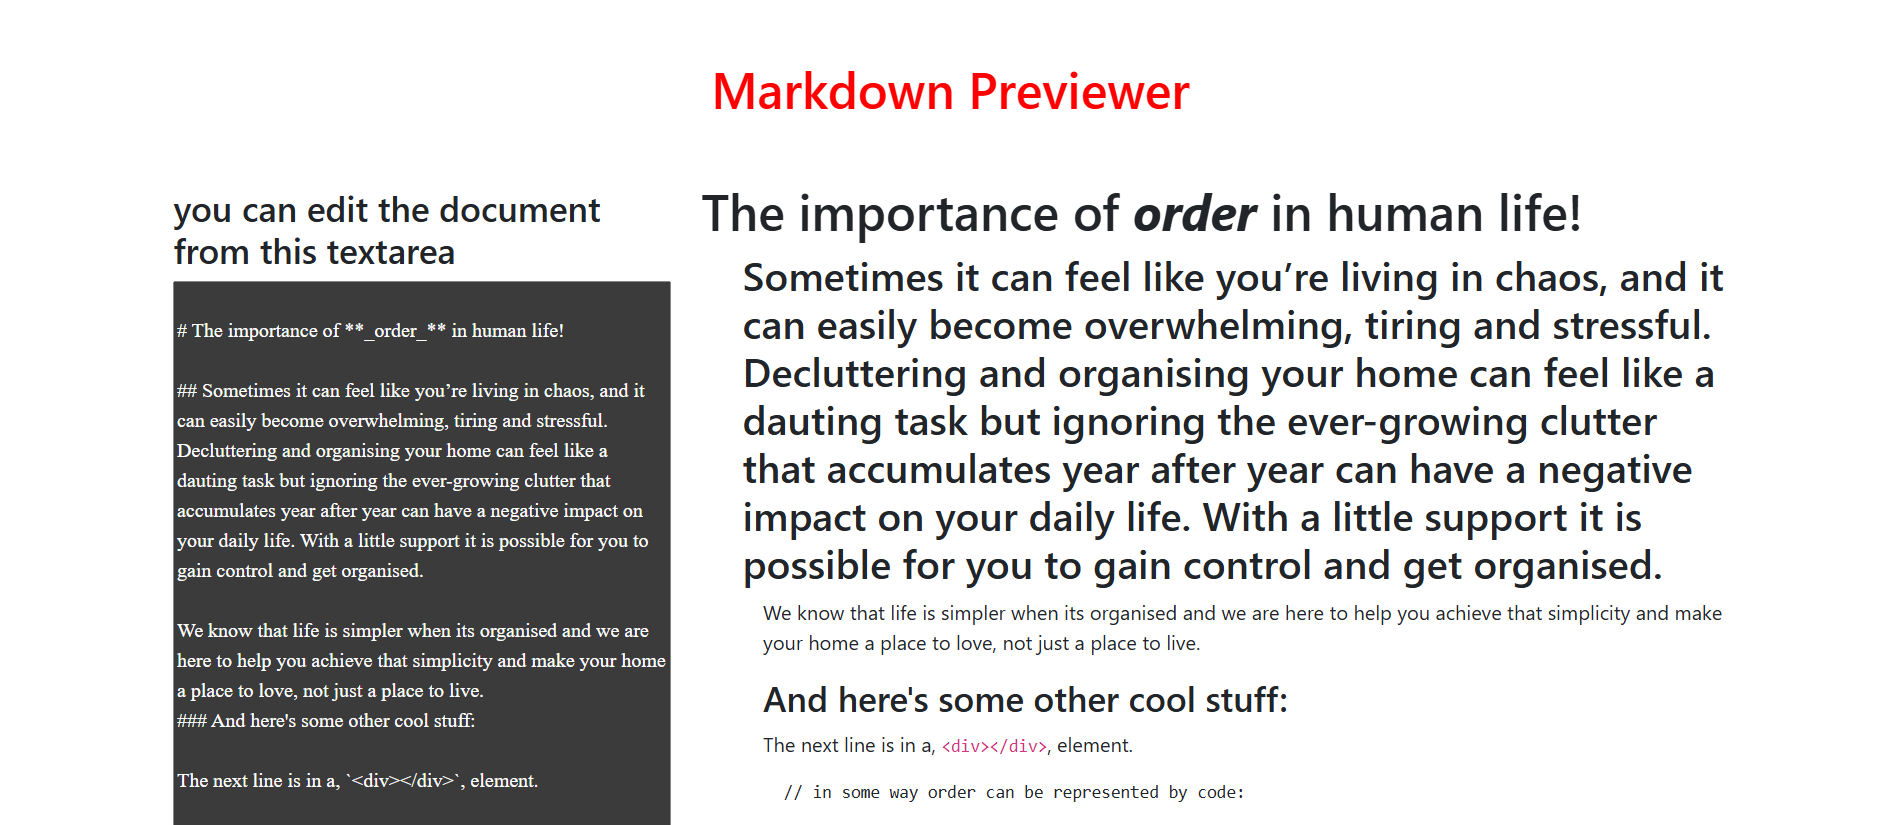 Markdown Previewer
you can edit the document
from this textarea
# The importance of **_order_** in human life!
## Sometimes it can feel like you’re living in chaos, and it
can easily become overwhelming, tiring and stressful.
Decluttering and organising your home can feel like a
dauting task but ignoring the ever-growing clutter that
accumulates year after year can have a negative impact on
your daily life. With a little support it is possible for you to
gain control and get organised.
We know that life is simpler when its organised and we are
here to help you achieve that simplicity and make your home
a place to love, not just a place to live.
### And here's some other cool stuff:
The next line is in a, `<div></div>`, element.
The importance of order in human life!
Sometimes it can feel like you’re living in chaos, and it
can easily become overwhelming, tiring and stressful.
Decluttering and organising your home can feel like a
dauting task but ignoring the ever-growing clutter
that accumulates year after year can have a negative
impact on your daily life. With a little support it is
possible for you to gain control and get organised.
We know that life is simpler when its organised and we are here to help you achieve that simplicity and make
your home a place to love, not just a place to live.
And here's some other cool stuff:
The next line is in a, <div></div>, element.
// in some way order can be represented by code: